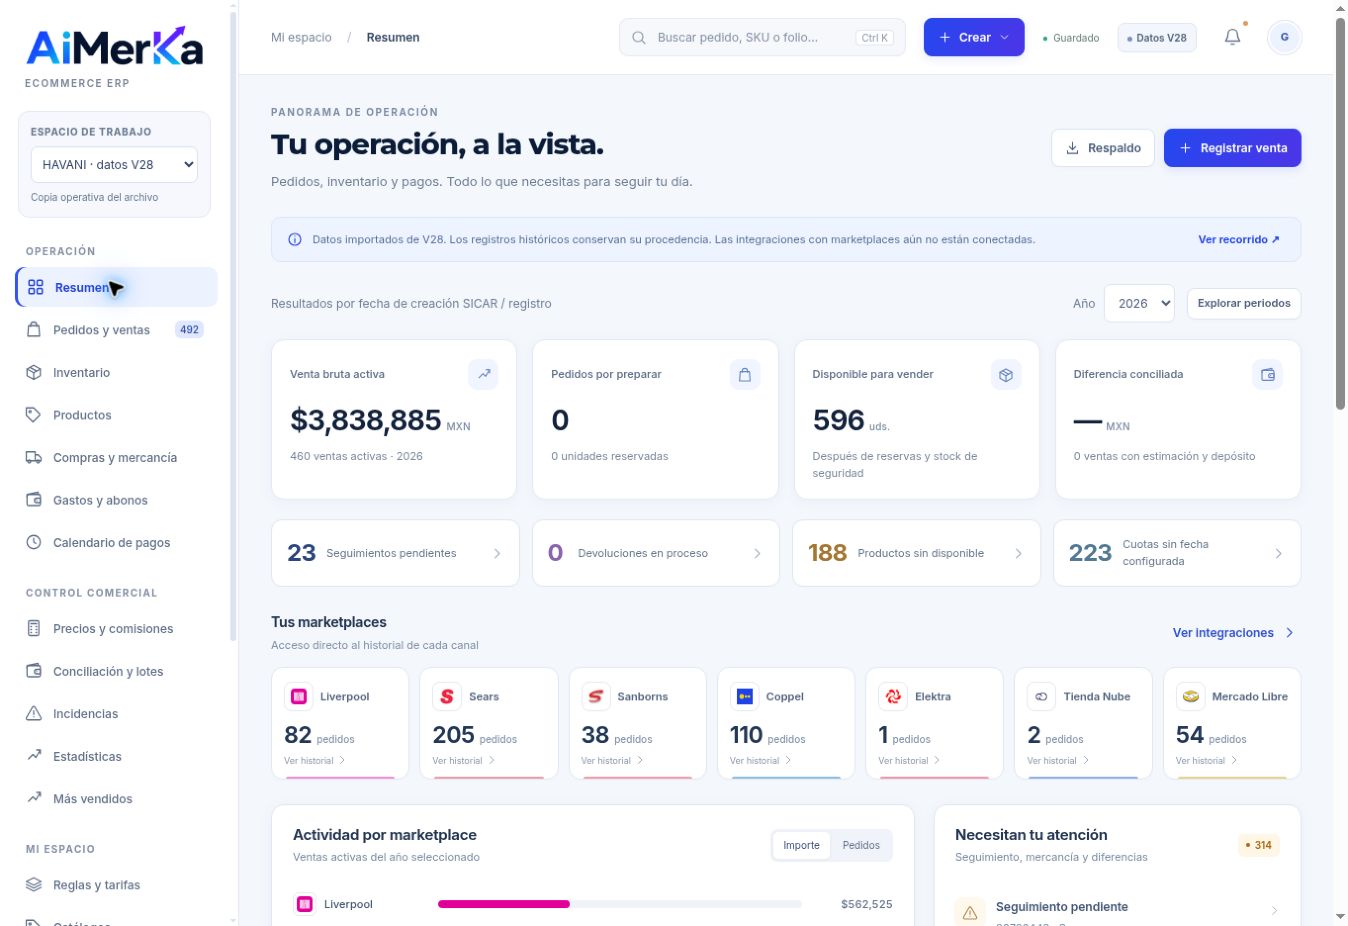 AiMerKa
ECOMMERCE ERP
ESPACIO DE TRABAJO
HAVANI · datos V28
Copia operativa del archivo
OPERACIÓN
Resumen
Pedidos y ventas 492
Inventario
Productos
Compras y mercancía
Gastos y abonos
Calendario de pagos
CONTROL COMERCIAL
Precios y comisiones
Conciliación y lotes
Incidencias
Estadísticas
Más vendidos
MI ESPACIO
Reglas y tarifas
Mi espacio / Resumen
Buscar pedido, SKU o folio... Ctrl K
+ Crear
Guardado
Datos V28
G
PANORAMA DE OPERACIÓN
Tu operación, a la vista.
Pedidos, inventario y pagos. Todo lo que necesitas para seguir tu día.
Respaldo
+ Registrar venta
Datos importados de V28. Los registros históricos conservan su procedencia. Las integraciones con marketplaces aún no están conectadas.
Ver recorrido ↗
Resultados por fecha de creación SICAR / registro
Año 2026
Explorar periodos
Venta bruta activa
$3,838,885 MXN
460 ventas activas · 2026
Pedidos por preparar
0
0 unidades reservadas
Disponible para vender
596 uds.
Después de reservas y stock de
seguridad
Diferencia conciliada
— MXN
0 ventas con estimación y depósito
23 Seguimientos pendientes
0 Devoluciones en proceso
188 Productos sin disponible
223 Cuotas sin fecha
configurada
Tus marketplaces
Acceso directo al historial de cada canal
Ver integraciones
Liverpool
82 pedidos
Ver historial
Sears
205 pedidos
Ver historial
Sanborns
38 pedidos
Ver historial
Coppel
110 pedidos
Ver historial
Elektra
1 pedidos
Ver historial
Tienda Nube
2 pedidos
Ver historial
Mercado Libre
54 pedidos
Ver historial
Actividad por marketplace
Ventas activas del año seleccionado
Importe Pedidos
Liverpool $562,525
Necesitan tu atención
Seguimiento, mercancía y diferencias
314
Seguimiento pendiente